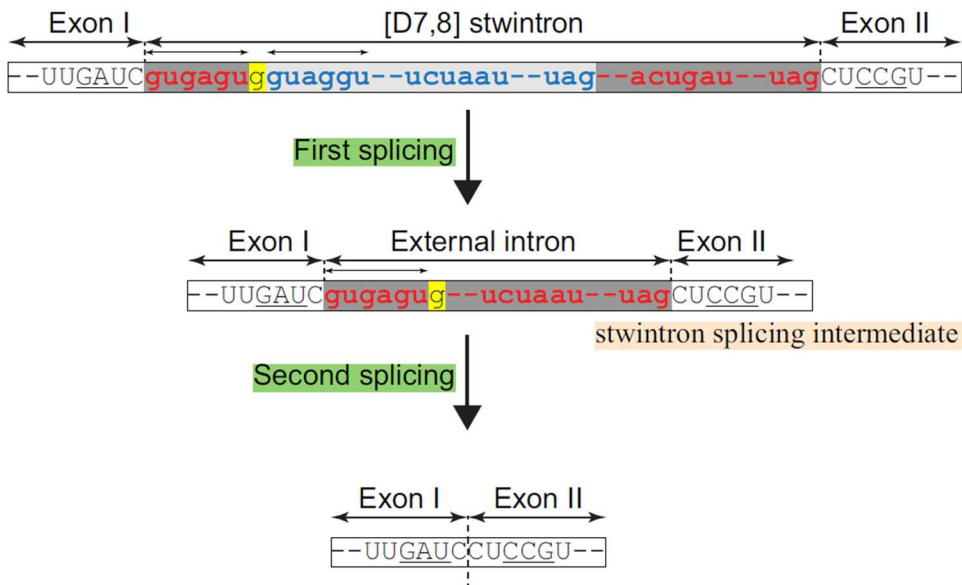 Exon I [D7,8] stwintron Exon II
--UUGAUCgugagugguaggu--ucuaau--uag--acugau--uagCUCCGU--
First splicing
Exon I External intron Exon II
--UUGAUCgugagug--ucuaau--uagCUCCGU--
stwintron splicing intermediate
Second splicing
Exon I Exon II
--UUGAUCCUCCGU--